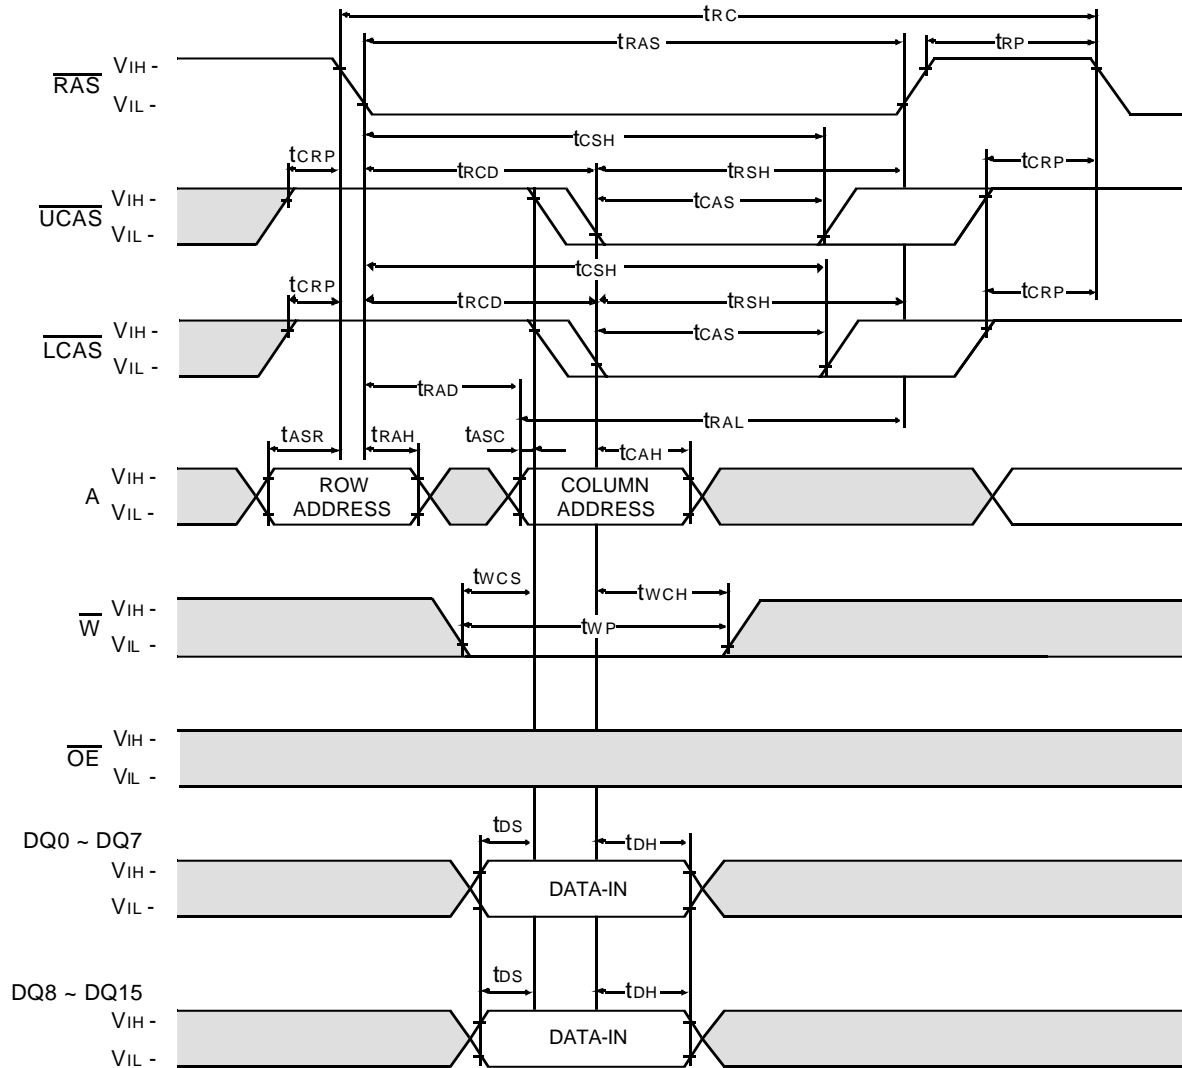 tRC
tRAS
tRP
RAS
VIH -
VIL -
tCSH
tCRP
tRCD
tRSH
tCRP
UCAS
VIH -
VIL -
tCAS
tCSH
tCRP
tRCD
tRSH
tCRP
LCAS
VIH -
VIL -
tCAS
tRAD
tRAL
tASR
tRAH
tASC
tCAH
A
VIH -
VIL -
ROW
ADDRESS
COLUMN
ADDRESS
tWCS
tWCH
W
VIH -
VIL -
tWP
OE
VIH -
VIL -
tDS
tDH
DQ0 ~ DQ7
VIH -
VIL -
DATA-IN
tDS
tDH
DQ8 ~ DQ15
VIH -
VIL -
DATA-IN